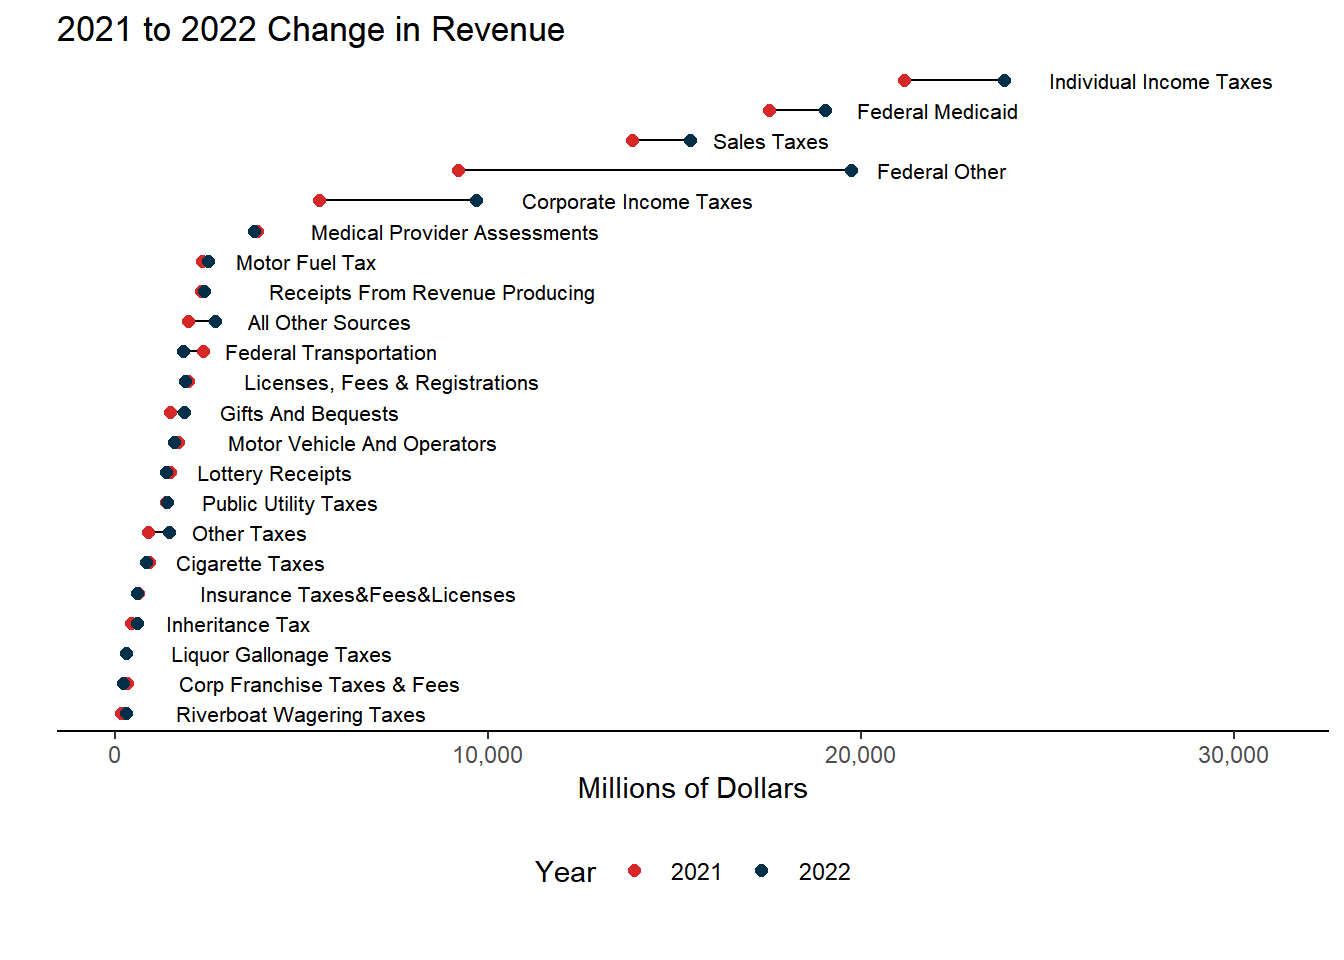 2021 to 2022 Change in Revenue
Individual Income Taxes
Federal Medicaid
Sales Taxes
Federal Other
Corporate Income Taxes
Medical Provider Assessments
Motor Fuel Tax
Receipts From Revenue Producing
All Other Sources
Federal Transportation
Licenses, Fees & Registrations
Gifts And Bequests
Motor Vehicle And Operators
Lottery Receipts
Public Utility Taxes
Other Taxes
Cigarette Taxes
Insurance Taxes&Fees&Licenses
Inheritance Tax
Liquor Gallonage Taxes
Corp Franchise Taxes & Fees
Riverboat Wagering Taxes
0 10,000 20,000 30,000
Millions of Dollars
Year 2021 2022